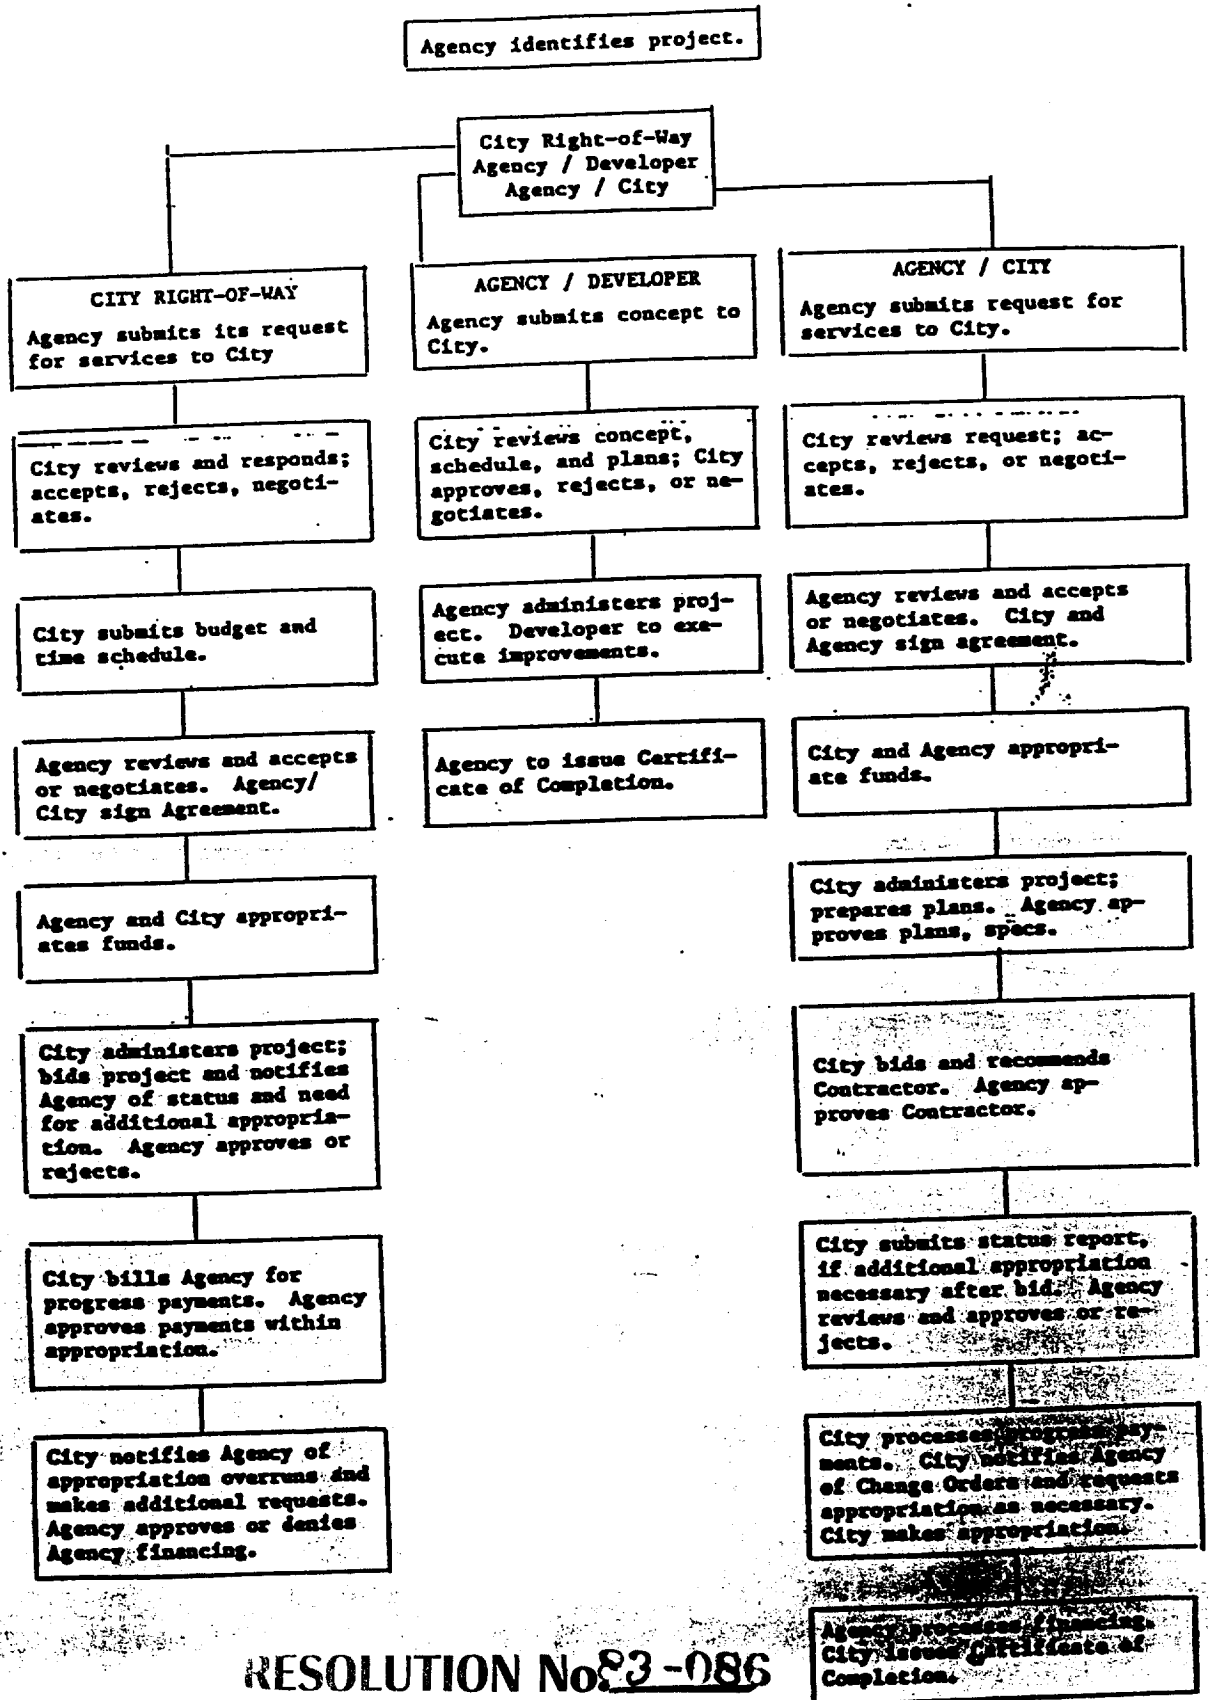 Agency identifies project.
City Right-of-Way
Agency / Developer
Agency / City
CITY RIGHT-OF-WAY
Agency submits its request
for services to City
City reviews and responds;
accepts, rejects, negoti-
ates.
City submits budget and
time schedule.
Agency reviews and accepts
or negotiates. Agency/
City sign Agreement.
Agency and City appropri-
ates funds.
City administers project;
bids project and notifies
Agency of status and need
for additional appropria-
tion. Agency approves or
rejects.
City bills Agency for
progress payments. Agency
approves payments within
appropriation.
City notifies Agency of
appropriation overruns and
makes additional requests.
Agency approves or denies
Agency financing.
AGENCY / DEVELOPER
Agency submits concept to
City.
City reviews concept,
schedule, and plans; City
approves, rejects, or ne-
gotiates.
Agency administers proj-
ect. Developer to exe-
cute improvements.
Agency to issue Certifi-
cate of Completion.
AGENCY / CITY
Agency submits request for
services to City.
City reviews request; ac-
cepts, rejects, or negoti-
ates.
Agency reviews and accepts
or negotiates. City and
Agency sign agreement.
City and Agency appropri-
ate funds.
City administers project;
prepares plans. Agency ap-
proves plans, specs.
City bids and recommends
Contractor. Agency ap-
proves Contractor.
City submits status report,
if additional appropriation
necessary after bid. Agency
reviews and approves or re-
jects.
City processes progress pay-
ments. City notifies Agency
of Change Orders and requests
appropriation as necessary.
City makes appropriation.
Agency processes financing.
City issues Certificate of
Completion.
RESOLUTION No. 83-086